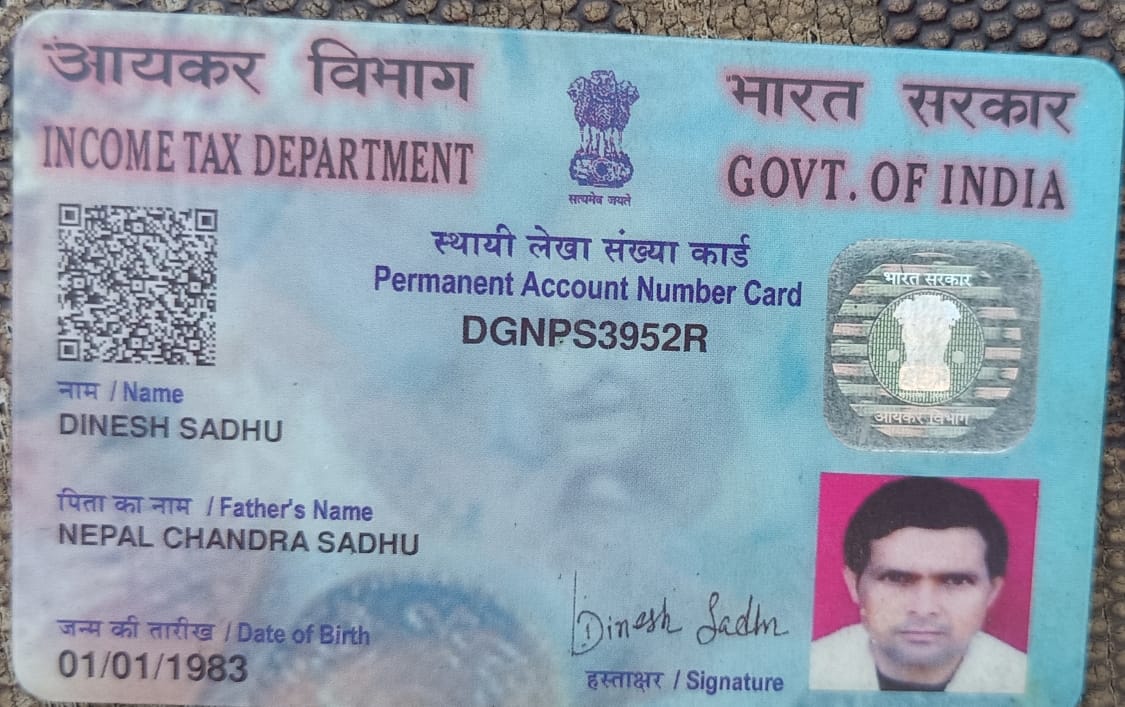 आयकर विभाग
INCOME TAX DEPARTMENT
भारत सरकार
GOVT. OF INDIA
सत्यमेव जयते
स्थायी लेखा संख्या कार्ड
Permanent Account Number Card
DGNPS3952R
भारत सरकार
आयकर विभाग
नाम / Name
DINESH SADHU
पिता का नाम / Father's Name
NEPAL CHANDRA SADHU
जन्म की तारीख / Date of Birth
01/01/1983
Dinesh Sadhu
हस्ताक्षर / Signature